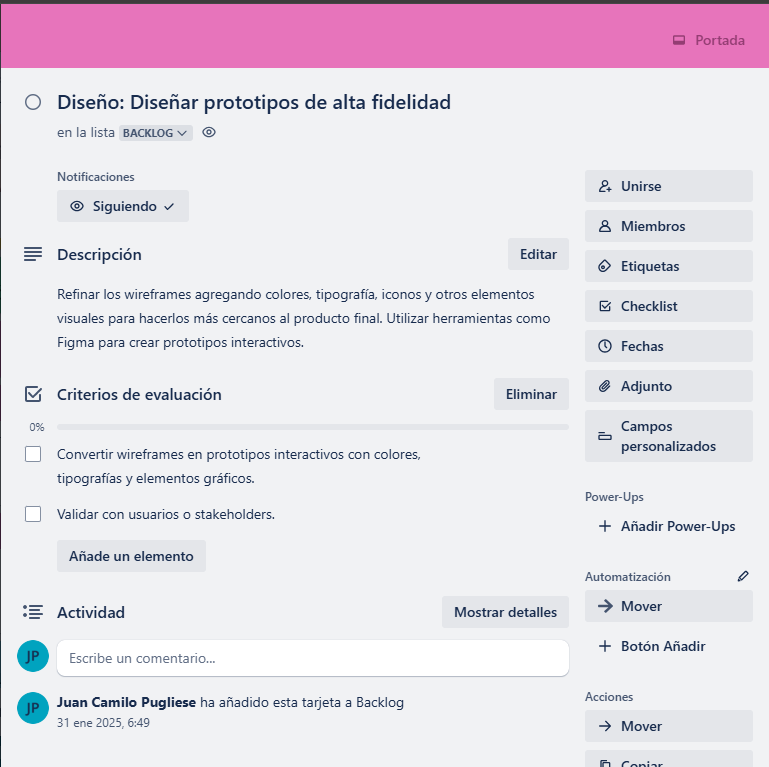 Portada
Diseño: Diseñar prototipos de alta fidelidad
en la lista BACKLOG
Notificaciones
Siguiendo
Descripción
Editar
Refinar los wireframes agregando colores, tipografía, iconos y otros elementos
visuales para hacerlos más cercanos al producto final. Utilizar herramientas como
Figma para crear prototipos interactivos.
Criterios de evaluación
Eliminar
0%
Convertir wireframes en prototipos interactivos con colores,
tipografías y elementos gráficos.
Validar con usuarios o stakeholders.
Añade un elemento
Actividad
Mostrar detalles
JP
Escribe un comentario...
JP
Juan Camilo Pugliese ha añadido esta tarjeta a Backlog
31 ene 2025, 6:49
Unirse
Miembros
Etiquetas
Checklist
Fechas
Adjunto
Campos
personalizados
Power-Ups
Añadir Power-Ups
Automatización
Mover
Botón Añadir
Acciones
Mover
Copiar